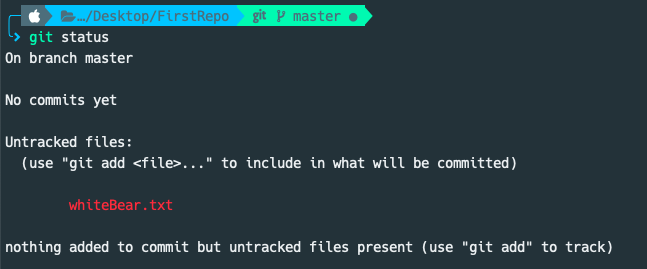 …/Desktop/FirstRepo git master
git status
On branch master
No commits yet
Untracked files:
(use "git add <file>..." to include in what will be committed)
whiteBear.txt
nothing added to commit but untracked files present (use "git add" to track)